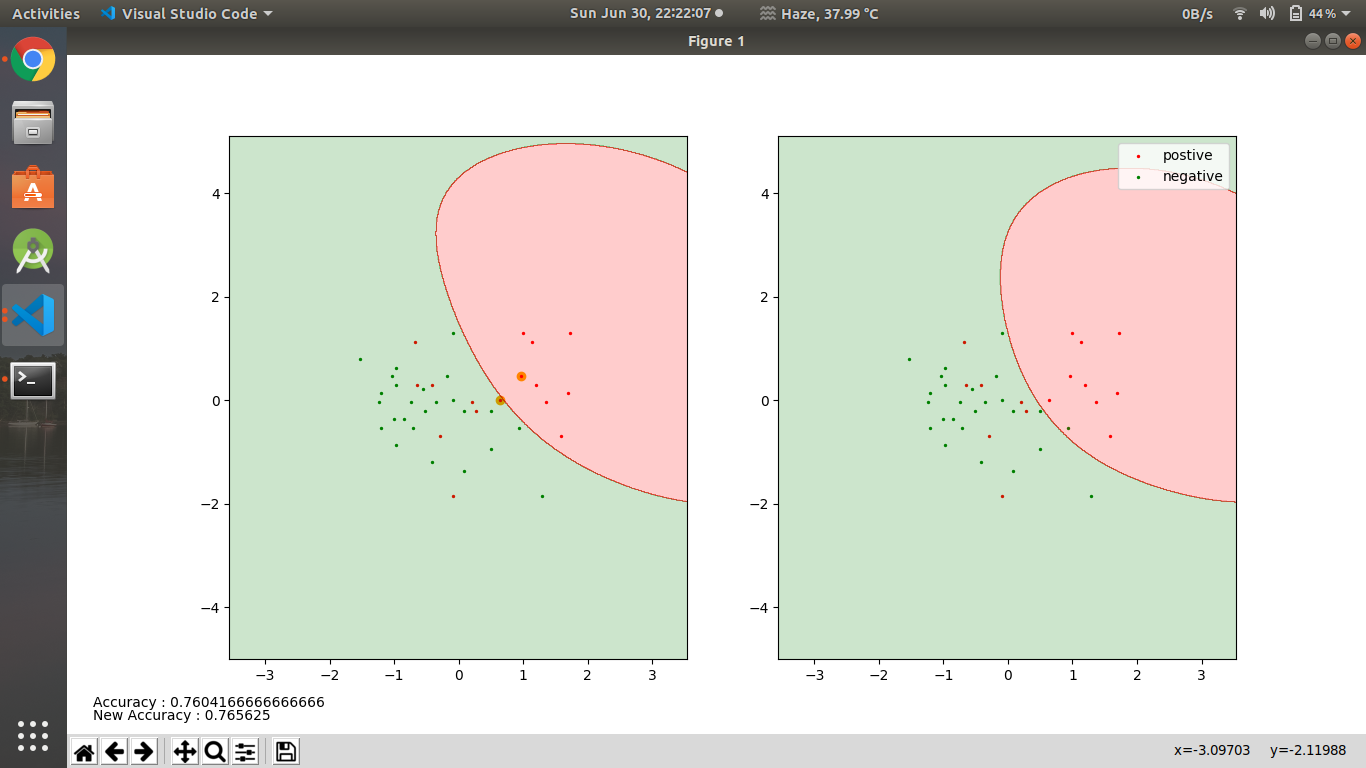 Activities Visual Studio Code Sun Jun 30, 22:22:07 Haze, 37.99 °C 0B/s 44 %
Figure 1
4
2
0
−2
−4
−3 −2 −1 0 1 2 3
postive
negative
4
2
0
−2
−4
−3 −2 −1 0 1 2 3
Accuracy : 0.7604166666666666
New Accuracy : 0.765625
x=-3.09703 y=-2.11988